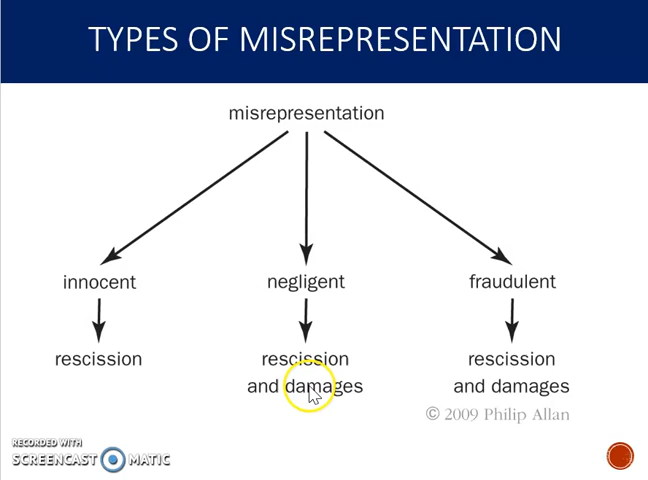 TYPES OF MISREPRESENTATION
misrepresentation
innocent negligent fraudulent
rescission rescission rescission
and damages and damages
© 2009 Philip Allan
RECORDED WITH
SCREENCAST MATIC